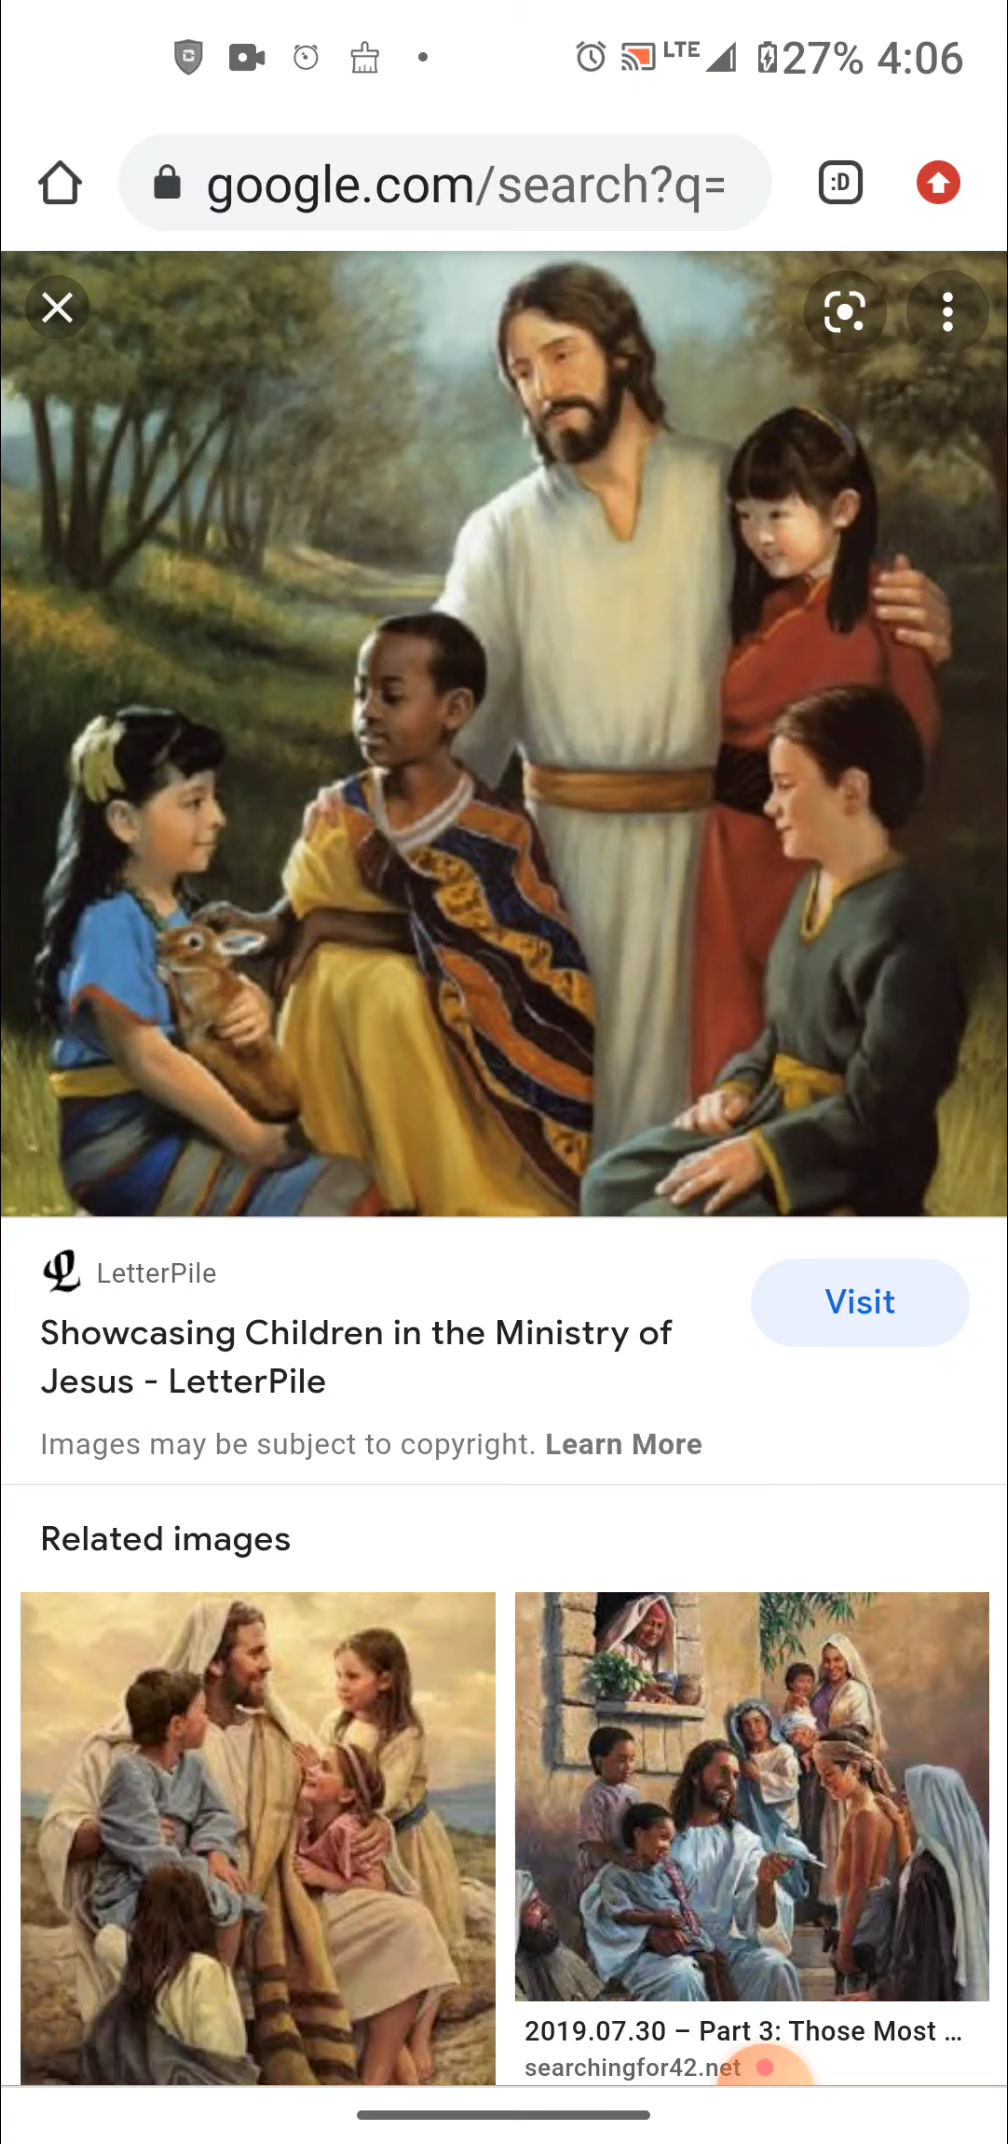 LTE 27% 4:06
google.com/search?q= :D
LetterPile
Visit
Showcasing Children in the Ministry of
Jesus - LetterPile
Images may be subject to copyright. Learn More
Related images
2019.07.30 – Part 3: Those Most ...
searchingfor42.net